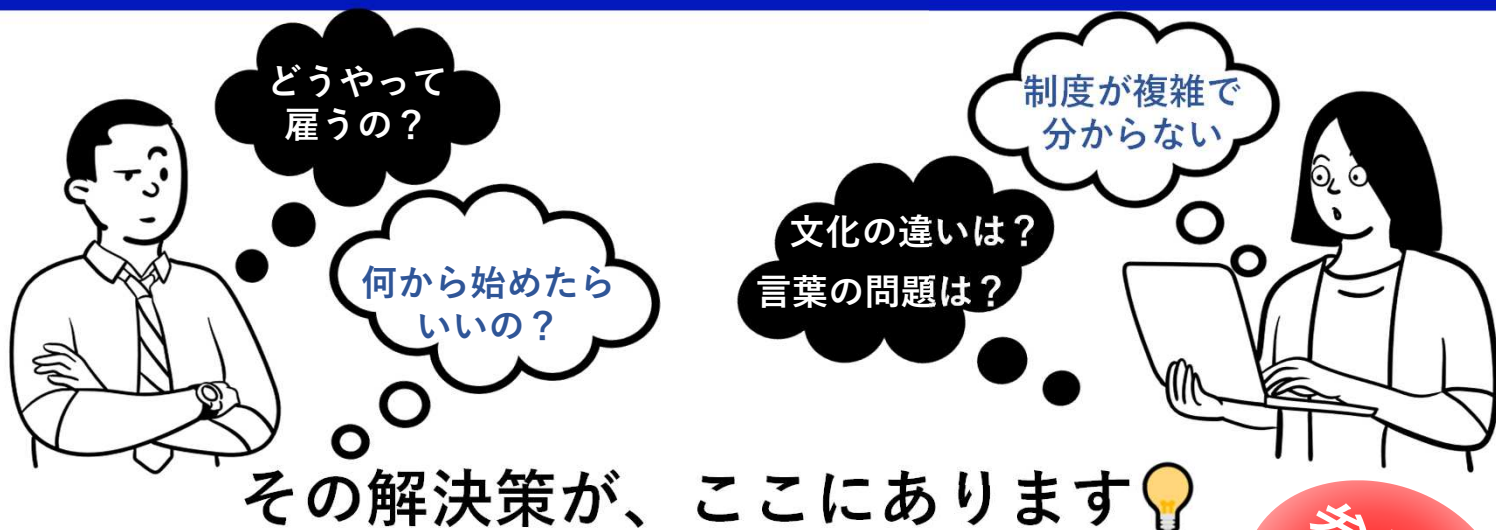 どうやって
雇うの？
何から始めたら
いいの？
制度が複雑で
分からない
文化の違いは？
言葉の問題は？
その解決策が、ここにあります